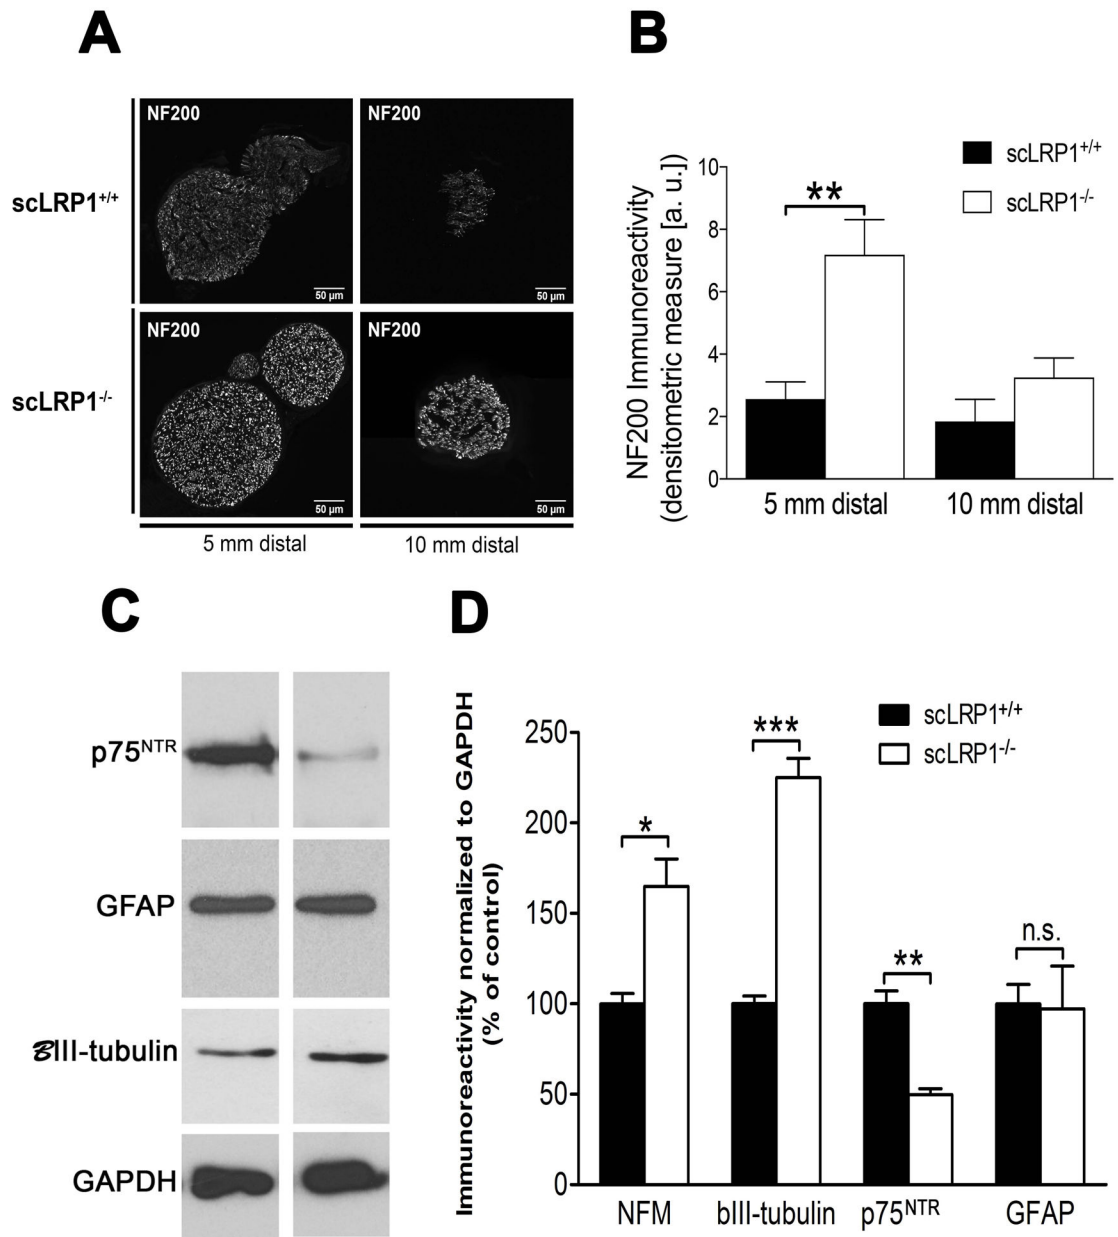 A
NF200
NF200
scLRP1+/+
50 µm
50 µm
NF200
NF200
scLRP1-/-
50 µm
50 µm
5 mm distal
10 mm distal
B
scLRP1+/+
scLRP1-/-
NF200 Immunoreactivity
(densitometric measure [a. u.])
10
8
6
4
2
0
**
5 mm distal
10 mm distal
C
p75NTR
GFAP
BIII-tubulin
GAPDH
D
scLRP1+/+
scLRP1-/-
Immunoreactivity normalized to GAPDH
(% of control)
250
200
150
100
50
0
*
***
**
n.s.
NFM
bIII-tubulin
p75NTR
GFAP